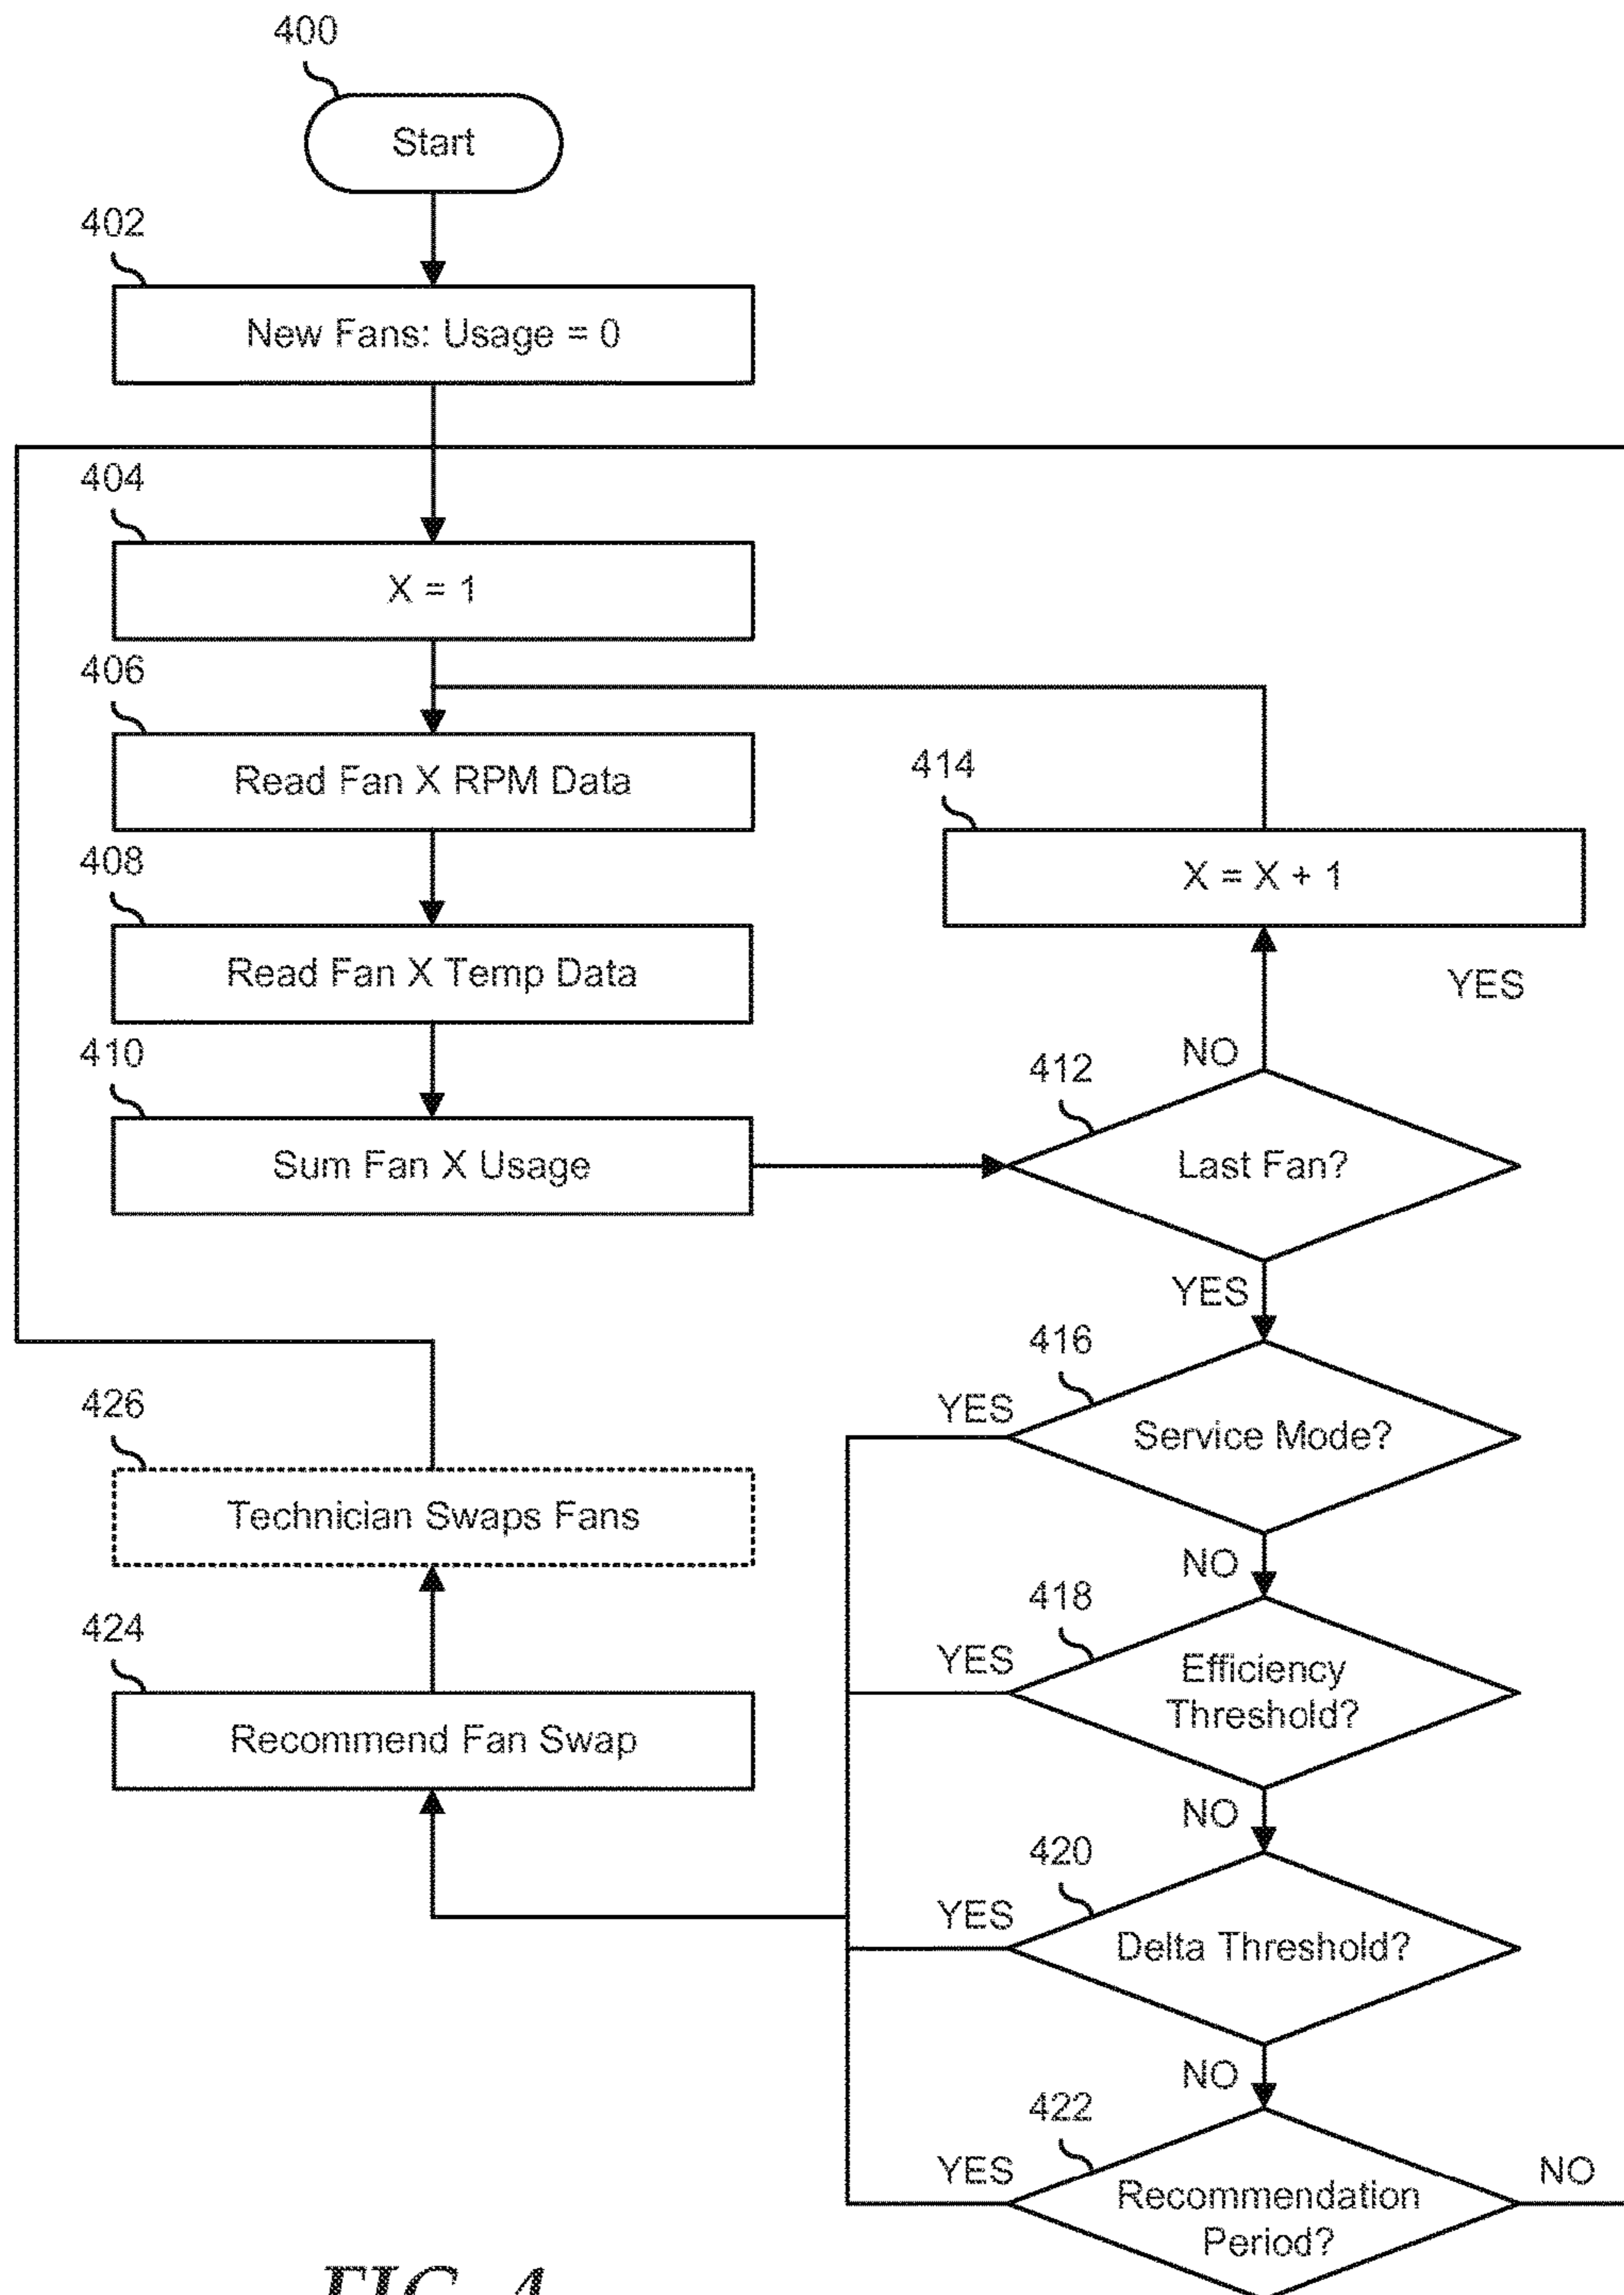 400
Start
402
New Fans: Usage = 0
404
X = 1
406
Read Fan X RPM Data
414
X = X + 1
408
Read Fan X Temp Data
YES
NO
410
412
Sum Fan X Usage
Last Fan?
YES
416
YES
Service Mode?
426
Technician Swaps Fans
NO
418
424
YES
Efficiency
Threshold?
Recommend Fan Swap
NO
420
YES
Delta Threshold?
NO
422
YES
NO
Recommendation
Period?
FIG. 4